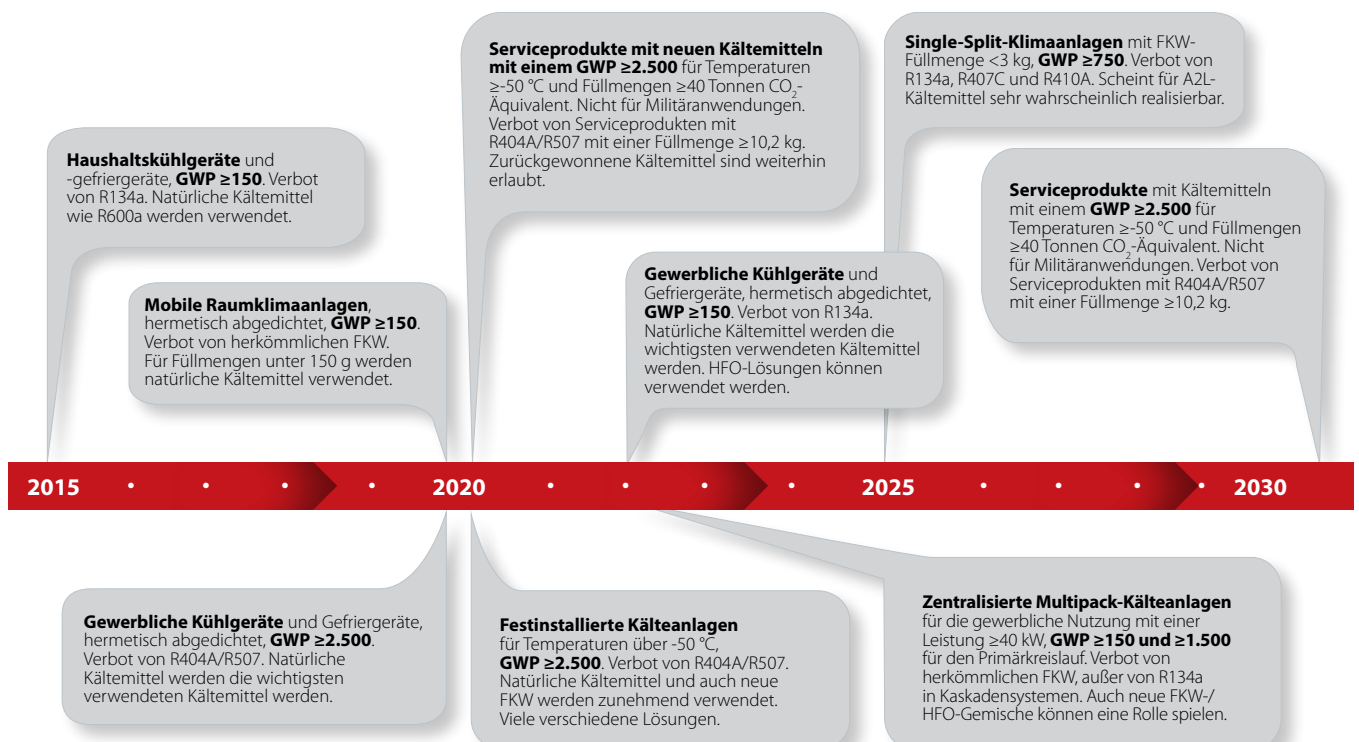 Haushaltskühlgeräte und
-gefriergeräte, GWP ≥150. Verbot
von R134a. Natürliche Kältemittel
wie R600a werden verwendet.
Mobile Raumklimaanlagen,
hermetisch abgedichtet, GWP ≥150.
Verbot von herkömmlichen FKW.
Für Füllmengen unter 150 g werden
natürliche Kältemittel verwendet.
Serviceprodukte mit neuen Kältemitteln
mit einem GWP ≥2.500 für Temperaturen
≥-50 °C und Füllmengen ≥40 Tonnen CO₂-
Äquivalent. Nicht für Militäranwendungen.
Verbot von Serviceprodukten mit
R404A/R507 mit einer Füllmenge ≥10,2 kg.
Zurückgewonnene Kältemittel sind weiterhin
erlaubt.
Gewerbliche Kühlgeräte und
Gefriergeräte, hermetisch abgedichtet,
GWP ≥150. Verbot von R134a.
Natürliche Kältemittel werden die
wichtigsten verwendeten Kältemittel
werden. HFO-Lösungen können
verwendet werden.
Single-Split-Klimaanlagen mit FKW-
Füllmenge <3 kg, GWP ≥750. Verbot von
R134a, R407C und R410A. Scheint für A2L-
Kältemittel sehr wahrscheinlich realisierbar.
Serviceprodukte mit Kältemitteln
mit einem GWP ≥2.500 für
Temperaturen ≥-50 °C und Füllmengen
≥40 Tonnen CO₂-Äquivalent. Nicht
für Militäranwendungen. Verbot von
Serviceprodukten mit R404A/R507
mit einer Füllmenge ≥10,2 kg.
2015 • • • • 2020 • • • • 2025 • • • • 2030
Gewerbliche Kühlgeräte und Gefriergeräte,
hermetisch abgedichtet, GWP ≥2.500.
Verbot von R404A/R507. Natürliche
Kältemittel werden die wichtigsten
verwendeten Kältemittel werden.
Festinstallierte Kälteanlagen
für Temperaturen über -50 °C,
GWP ≥2.500. Verbot von R404A/R507.
Natürliche Kältemittel und auch neue
FKW werden zunehmend verwendet.
Viele verschiedene Lösungen.
Zentralisierte Multipack-Kälteanlagen
für die gewerbliche Nutzung mit einer
Leistung ≥40 kW, GWP ≥150 und ≥1.500
für den Primärkreislauf. Verbot von
herkömmlichen FKW, außer von R134a
in Kaskadensystemen. Auch neue FKW-/
HFO-Gemische können eine Rolle spielen.